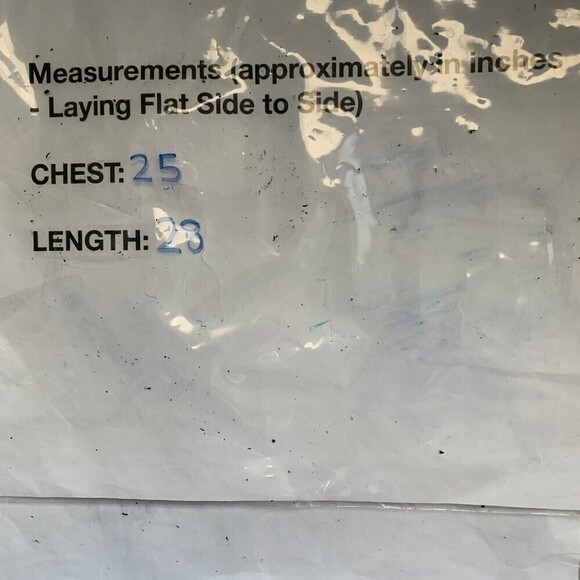 Measurements (approximately in inches
- Laying Flat Side to Side)
CHEST: 25
LENGTH: 28